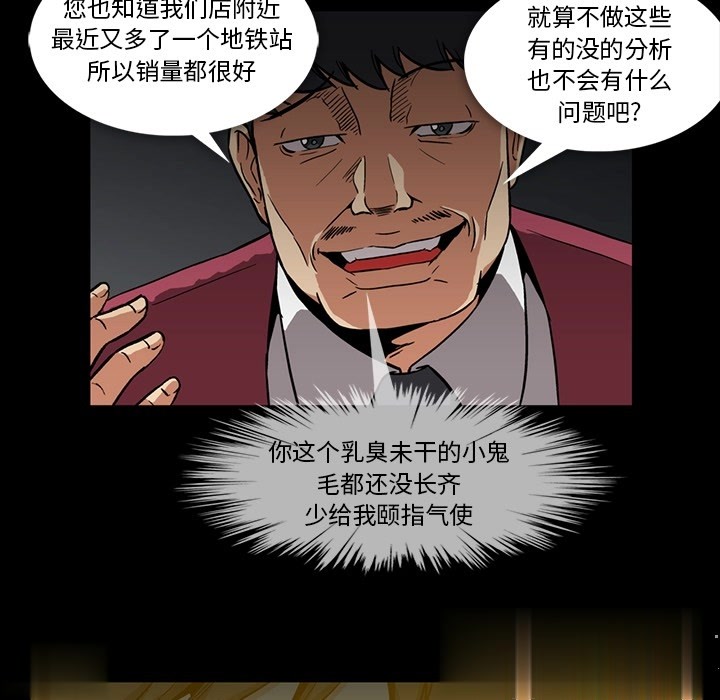 您也知道我们店附近
最近又多了一个地铁站
所以销量都很好
就算不做这些
有的没的分析
也不会有什么
问题吧?
你这个乳臭未干的小鬼
毛都还没长齐
少给我颐指气使